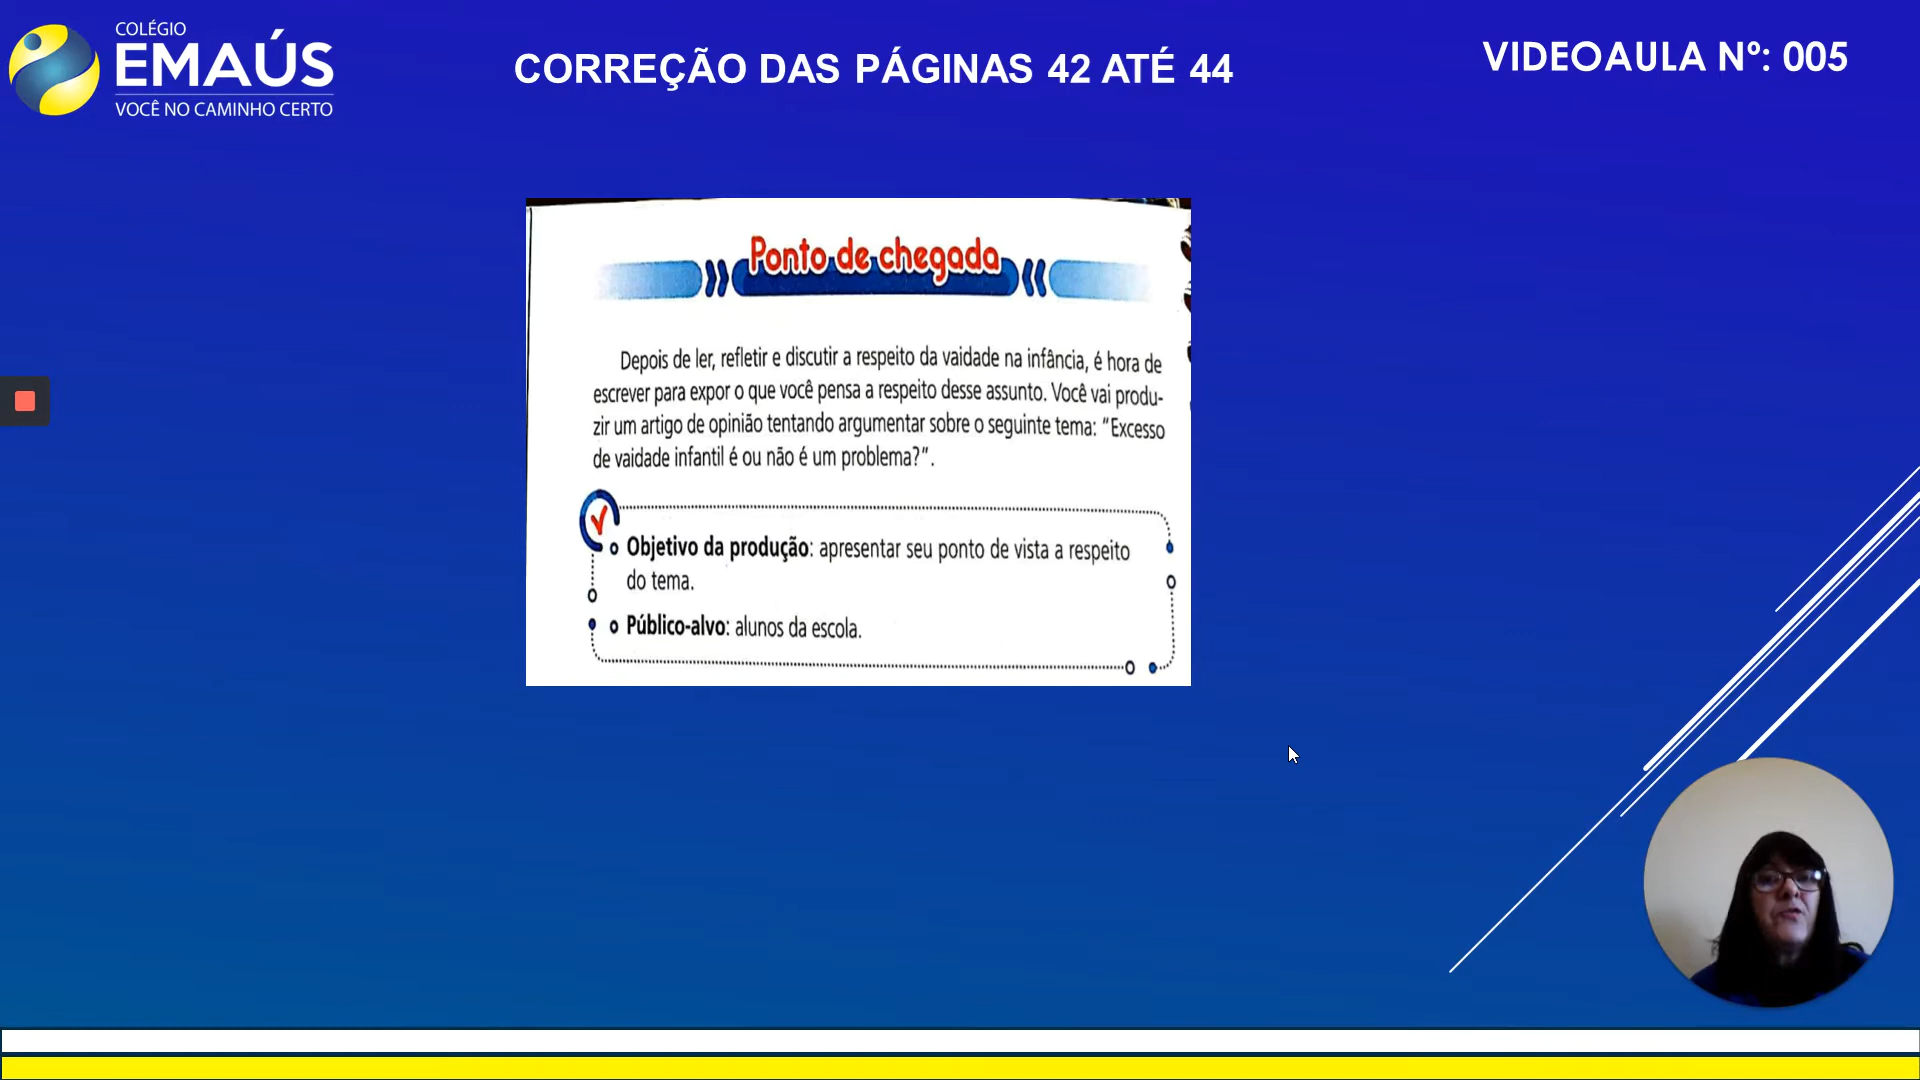 COLÉGIO
EMAÚS
VOCÊ NO CAMINHO CERTO
CORREÇÃO DAS PÁGINAS 42 ATÉ 44
VIDEOAULA Nº: 005
Ponto de chegada
Depois de ler, refletir e discutir a respeito da vaidade na infância, é hora de
escrever para expor o que você pensa a respeito desse assunto. Você vai produ-
zir um artigo de opinião tentando argumentar sobre o seguinte tema: “Excesso
de vaidade infantil é ou não é um problema?”.
Objetivo da produção: apresentar seu ponto de vista a respeito
do tema.
Público-alvo: alunos da escola.